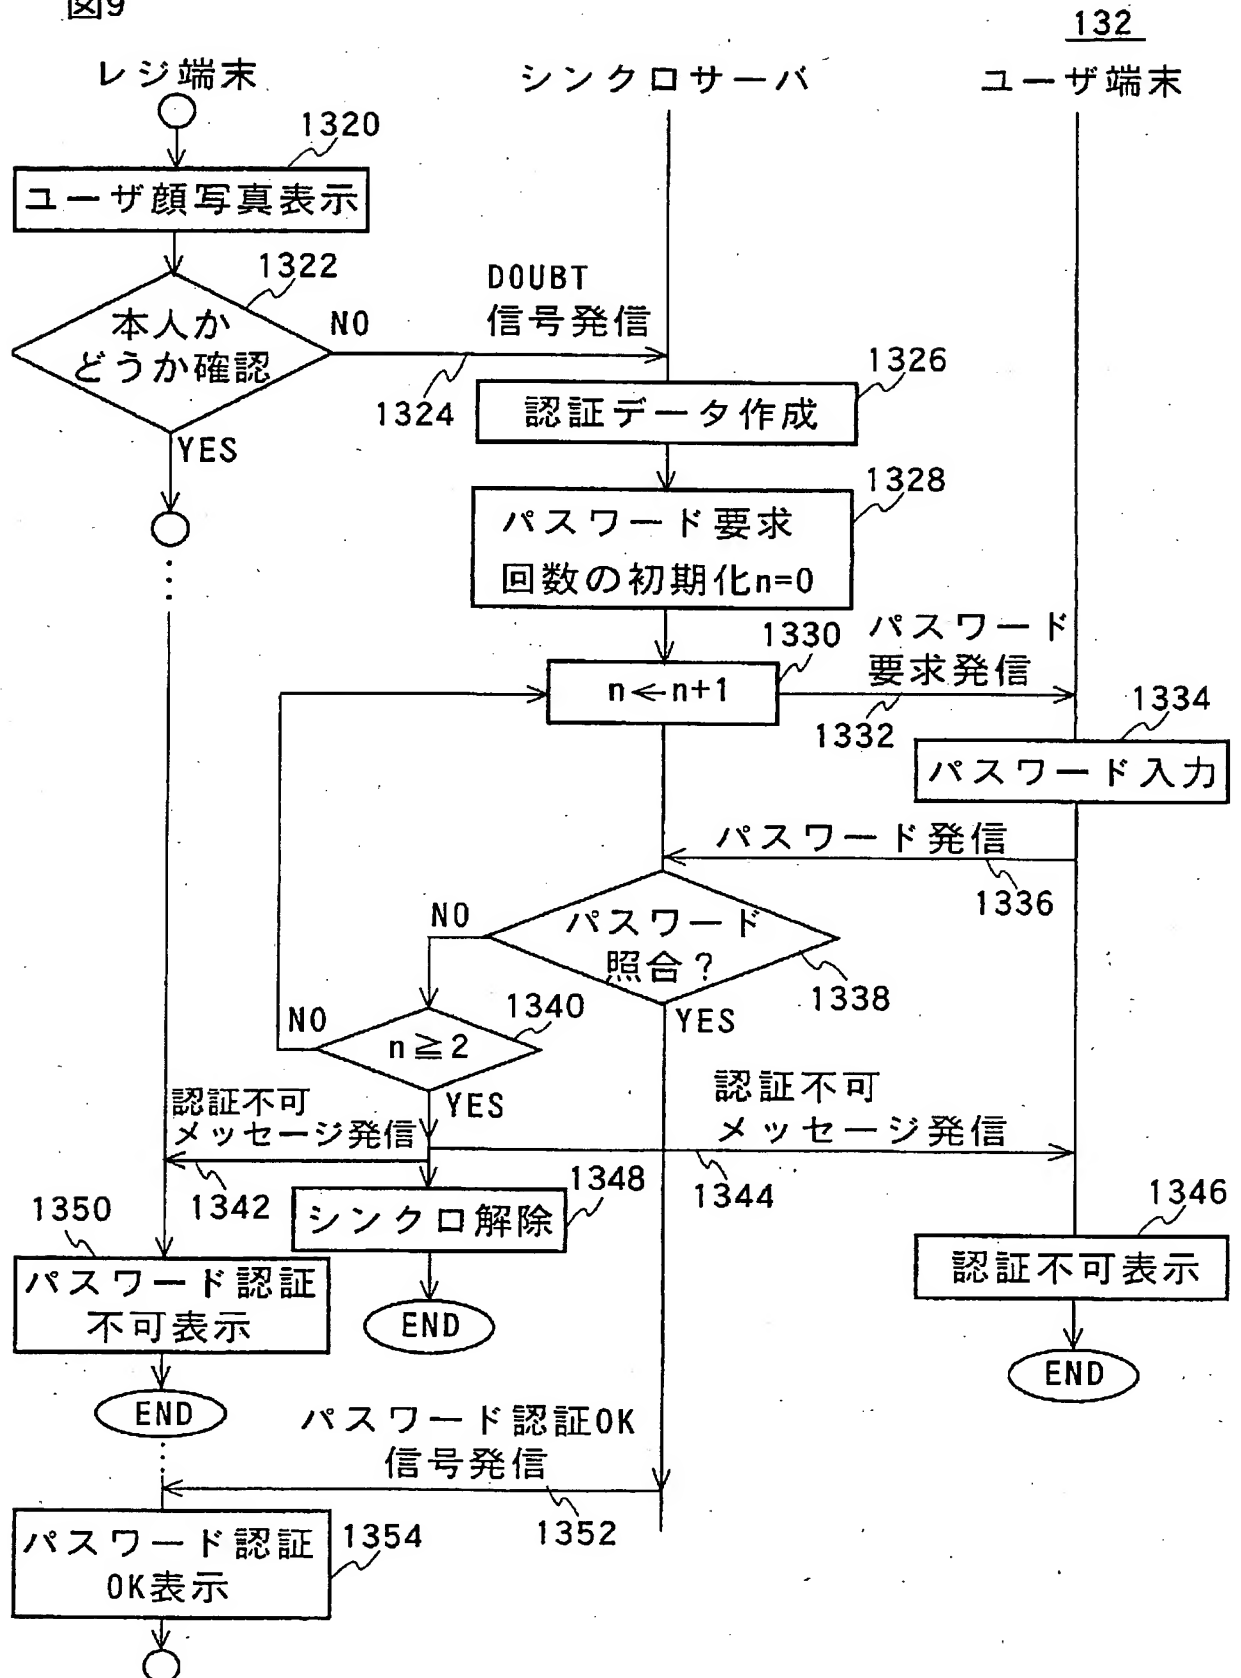 図9
132
レジ端末
シンクロサーバ
ユーザ端末
1320
ユーザ顔写真表示
1322
本人か
どうか確認
NO
DOUBT
信号発信
1324
1326
認証データ作成
YES
1328
パスワード要求
回数の初期化n=0
1330
n←n+1
パスワード
要求発信
1332
1334
パスワード入力
パスワード発信
1336
NO
パスワード
照合?
1338
YES
1340
NO
n≧2
YES
認証不可
メッセージ発信
認証不可
メッセージ発信
1342
1344
1348
シンクロ解除
1346
認証不可表示
1350
パスワード認証
不可表示
END
END
END
パスワード認証OK
信号発信
1352
1354
パスワード認証
OK表示